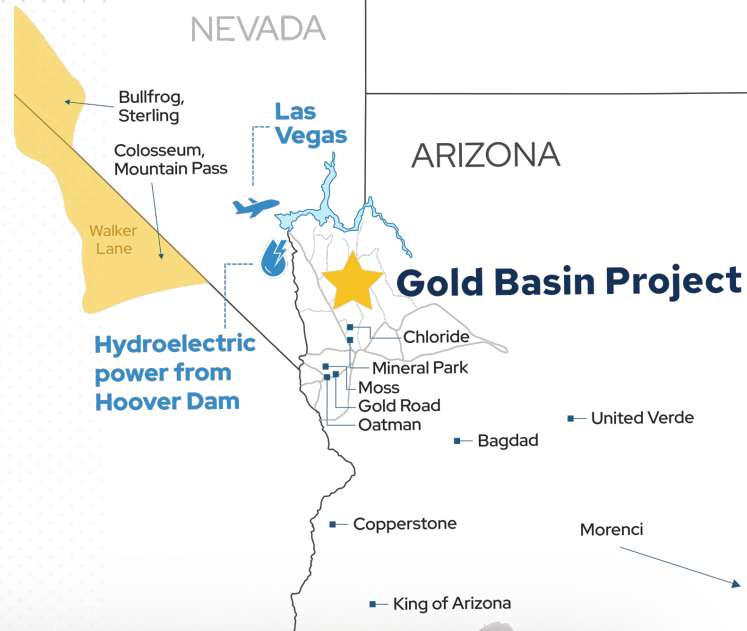 NEVADA
Bullfrog,
Sterling
Las
Vegas
Colosseum,
Mountain Pass
ARIZONA
Walker
Lane
Gold Basin Project
Hydroelectric
power from
Hoover Dam
Chloride
Mineral Park
Moss
Gold Road
Oatman
United Verde
Bagdad
Copperstone
Morenci
King of Arizona